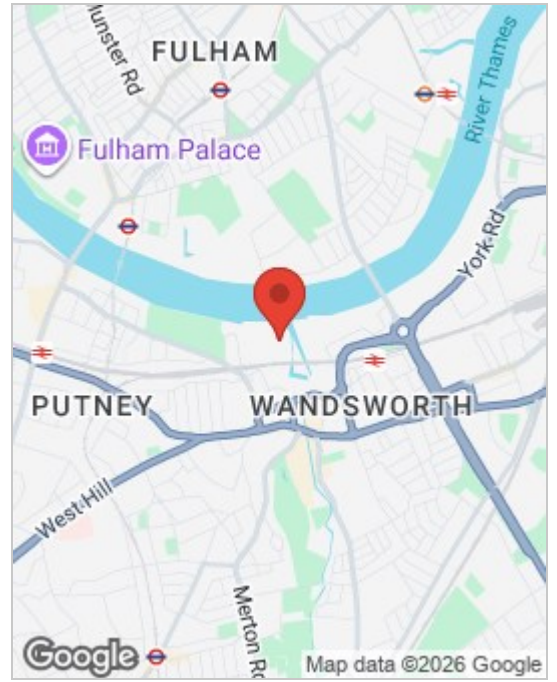 Munster Rd
FULHAM
River Thames
Fulham Palace
York Rd
PUTNEY
WANDSWORTH
West Hill
Merton Rd
Google
Map data ©2026 Google